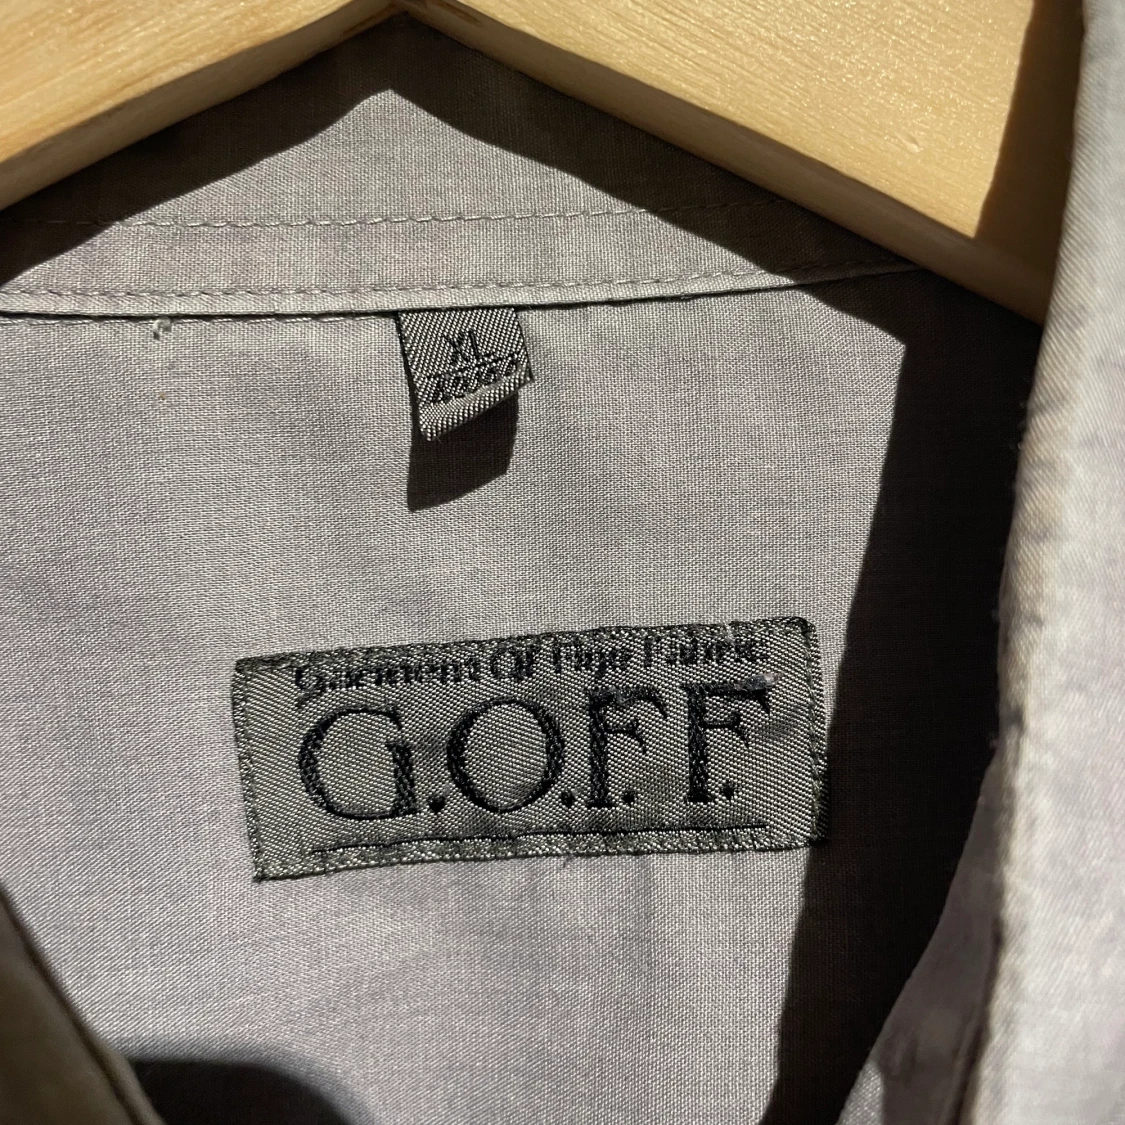 XL
Garment Of Fine Fabric
G.O.F.F.